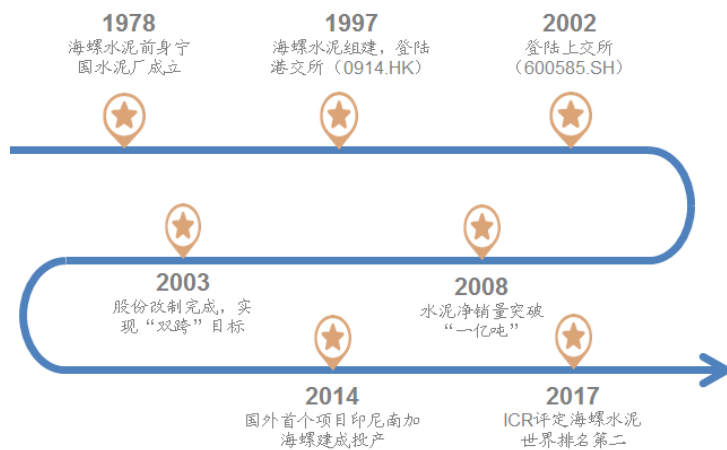 1978
海螺水泥前身宁
国水泥厂成立
1997
海螺水泥组建，登陆
港交所（0914.HK）
2002
登陆上交所
（600585.SH）
2003
股份改制完成，实
现“双跨”目标
2008
水泥净销量突破
“一亿吨”
2014
国外首个项目印尼南加
海螺建成投产
2017
ICR评定海螺水泥
世界排名第二